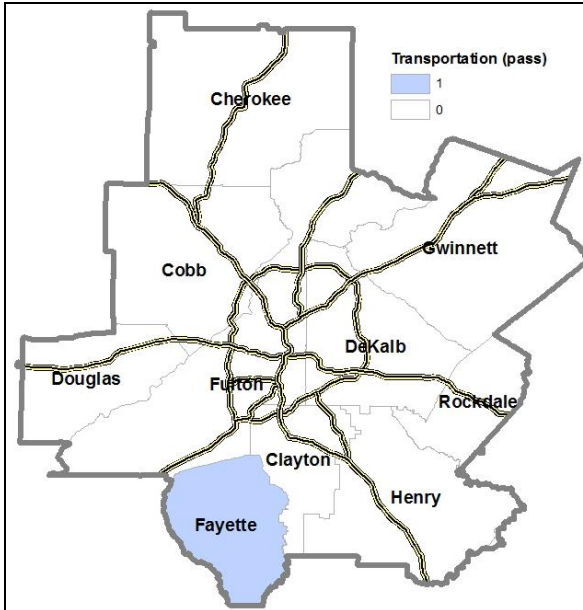 Transportation (pass)
1
0
Cherokee
Gwinnett
Cobb
DeKalb
Douglas
Fulton
Rockdale
Clayton
Henry
Fayette